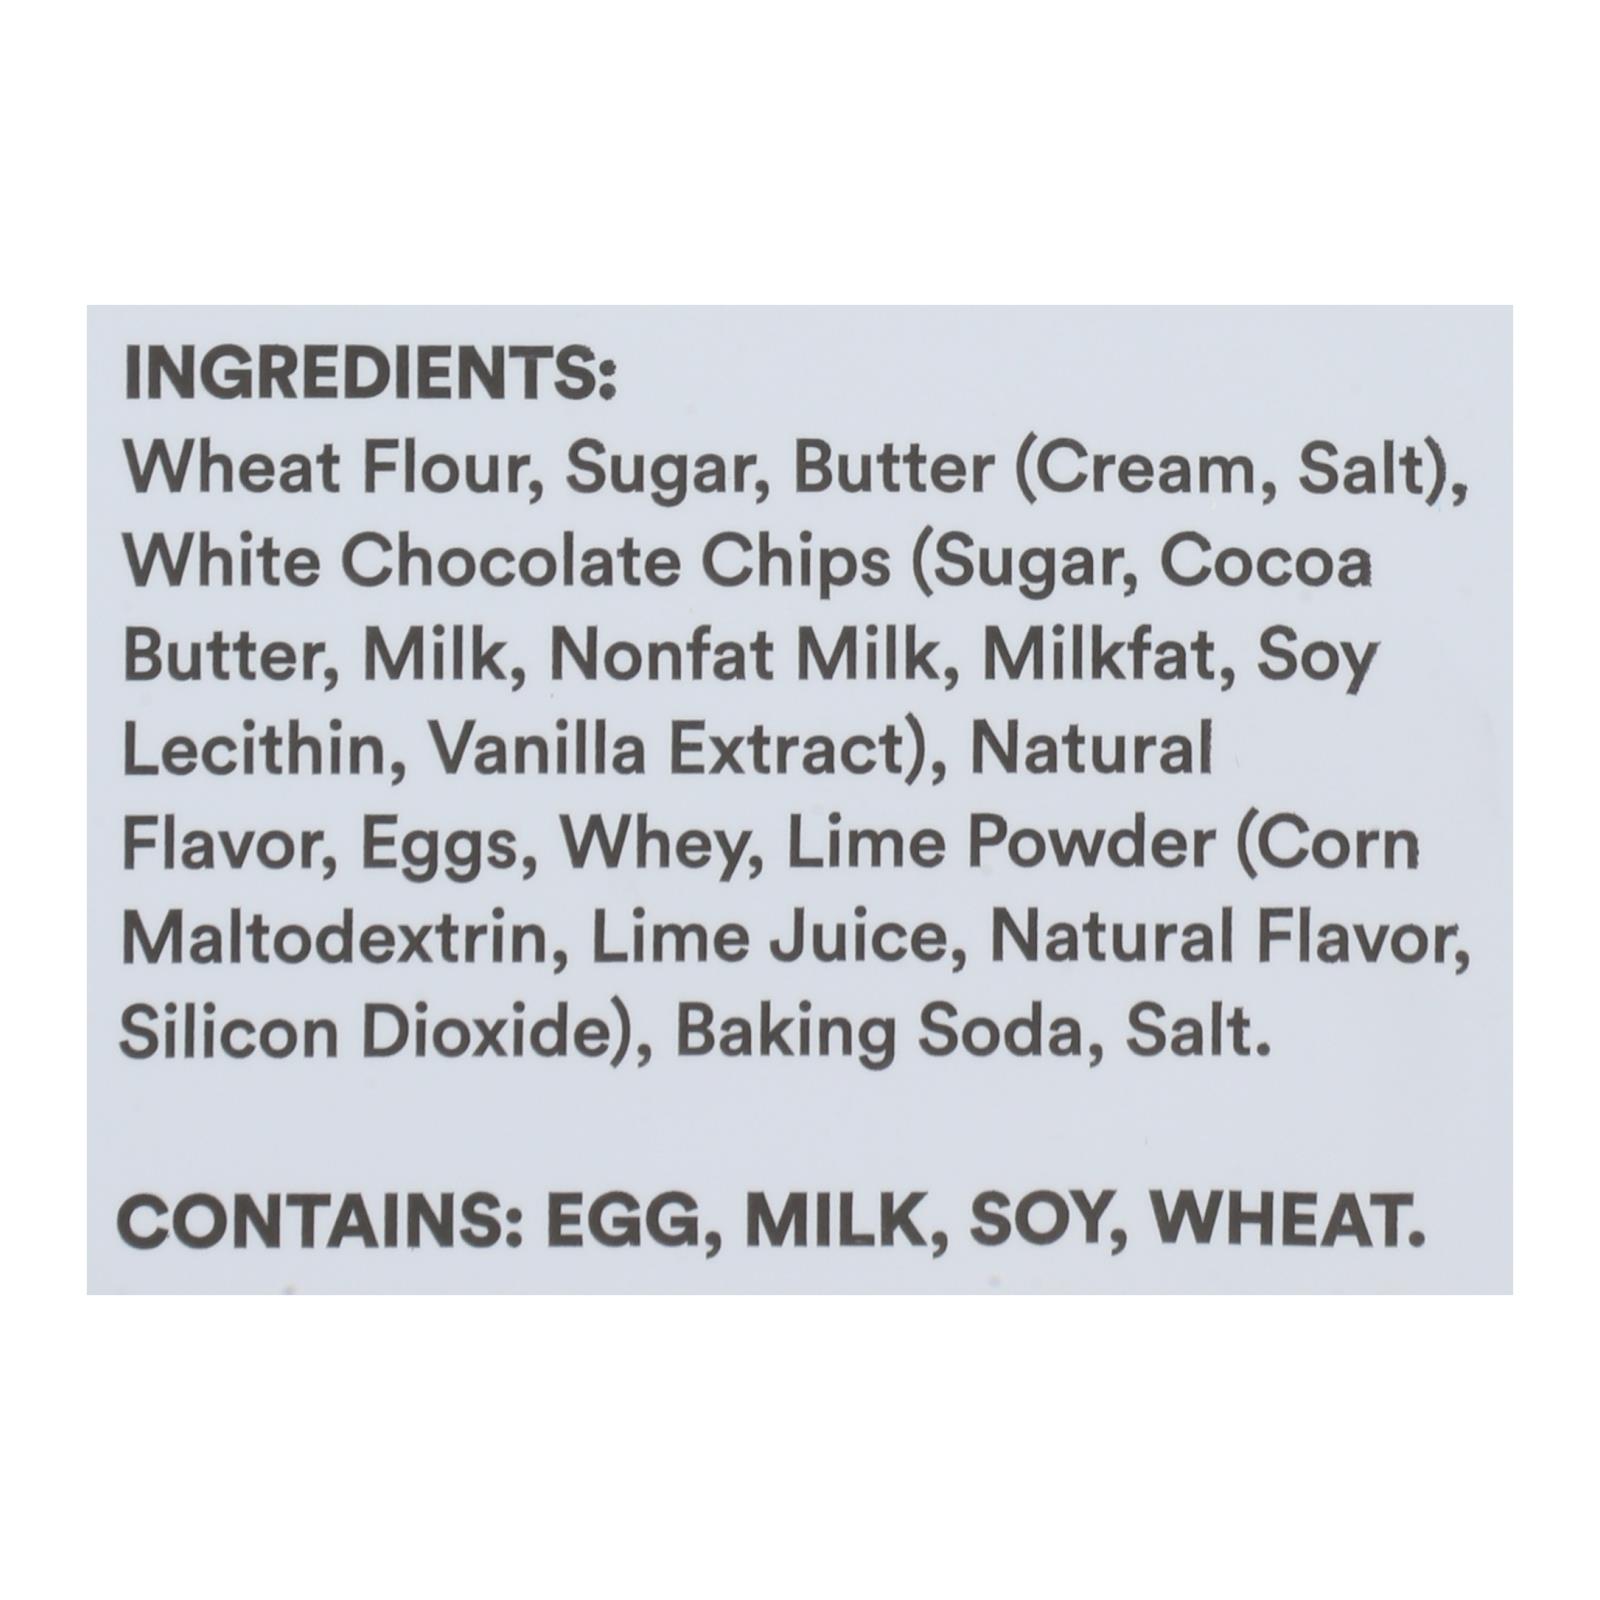 INGREDIENTS:
Wheat Flour, Sugar, Butter (Cream, Salt),
White Chocolate Chips (Sugar, Cocoa
Butter, Milk, Nonfat Milk, Milkfat, Soy
Lecithin, Vanilla Extract), Natural
Flavor, Eggs, Whey, Lime Powder (Corn
Maltodextrin, Lime Juice, Natural Flavor,
Silicon Dioxide), Baking Soda, Salt.
CONTAINS: EGG, MILK, SOY, WHEAT.